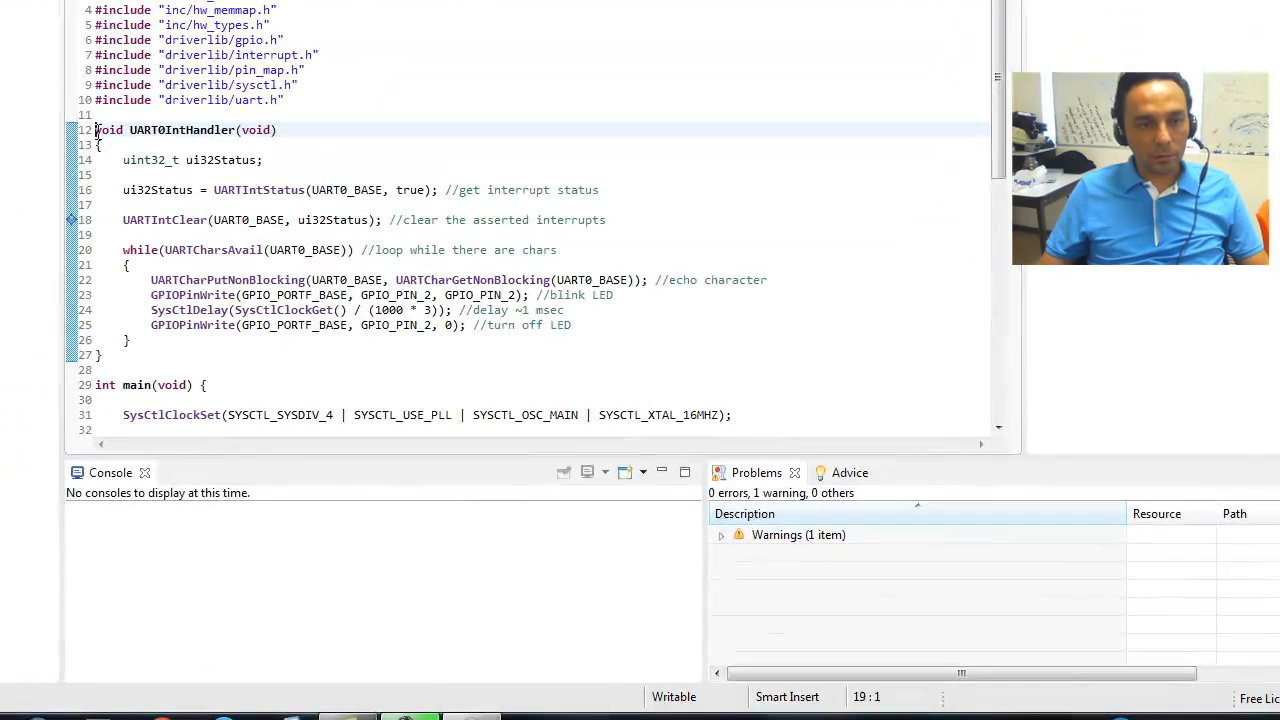 4 #include "inc/hw_memmap.h"
5 #include "inc/hw_types.h"
6 #include "driverlib/gpio.h"
7 #include "driverlib/interrupt.h"
8 #include "driverlib/pin_map.h"
9 #include "driverlib/sysctl.h"
10 #include "driverlib/uart.h"
11
12 void UART0IntHandler(void)
13 {
14 uint32_t ui32Status;
15
16 ui32Status = UARTIntStatus(UART0_BASE, true); //get interrupt status
17
18 UARTIntClear(UART0_BASE, ui32Status); //clear the asserted interrupts
19
20 while(UARTCharsAvail(UART0_BASE)) //loop while there are chars
21 {
22 UARTCharPutNonBlocking(UART0_BASE, UARTCharGetNonBlocking(UART0_BASE)); //echo character
23 GPIOPinWrite(GPIO_PORTF_BASE, GPIO_PIN_2, GPIO_PIN_2); //blink LED
24 SysCtlDelay(SysCtlClockGet() / (1000 * 3)); //delay ~1 msec
25 GPIOPinWrite(GPIO_PORTF_BASE, GPIO_PIN_2, 0); //turn off LED
26 }
27 }
28
29 int main(void) {
30
31 SysCtlClockSet(SYSCTL_SYSDIV_4 | SYSCTL_USE_PLL | SYSCTL_OSC_MAIN | SYSCTL_XTAL_16MHZ);
32
Console
No consoles to display at this time.
Problems Advice
0 errors, 1 warning, 0 others
Description Resource Path
Warnings (1 item)
Writable Smart Insert 19 : 1 Free Lic